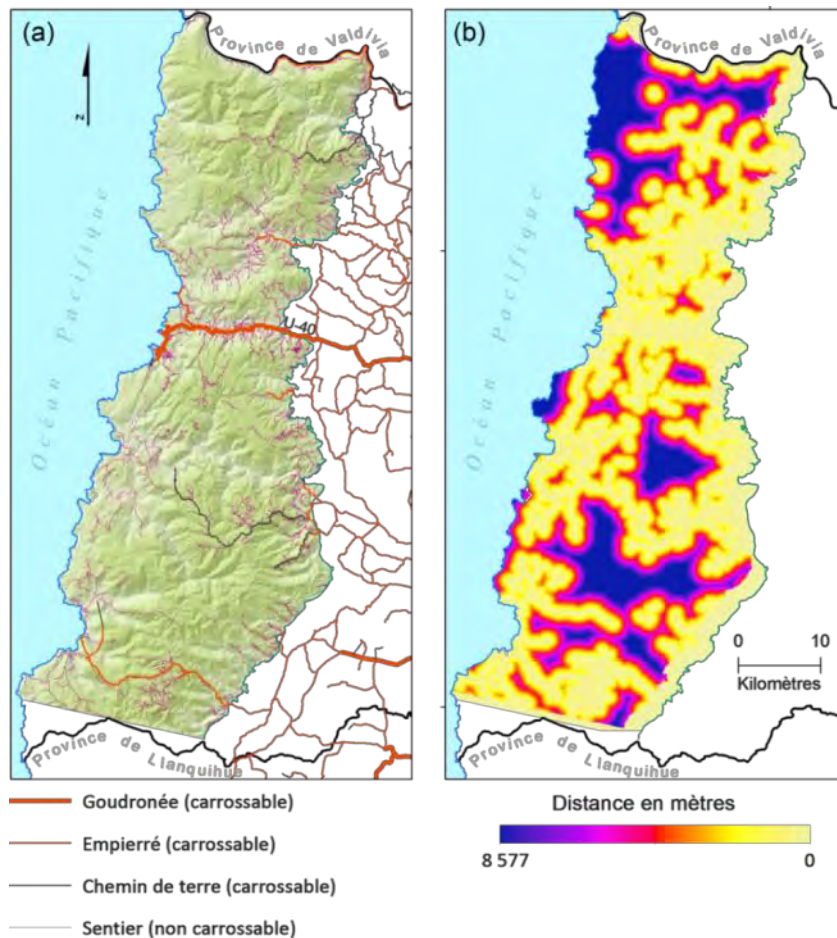 (a)
Province de Valdivia
z
Océan Pacifique
U-40
Province de Llanquihue
(b)
Province de Valdivia
Océan Pacifique
0 10
Kilomètres
Province de Llanquihue
Goudronée (carrossable)
Empierré (carrossable)
Chemin de terre (carrossable)
Sentier (non carrossable)
Distance en mètres
8 577 0